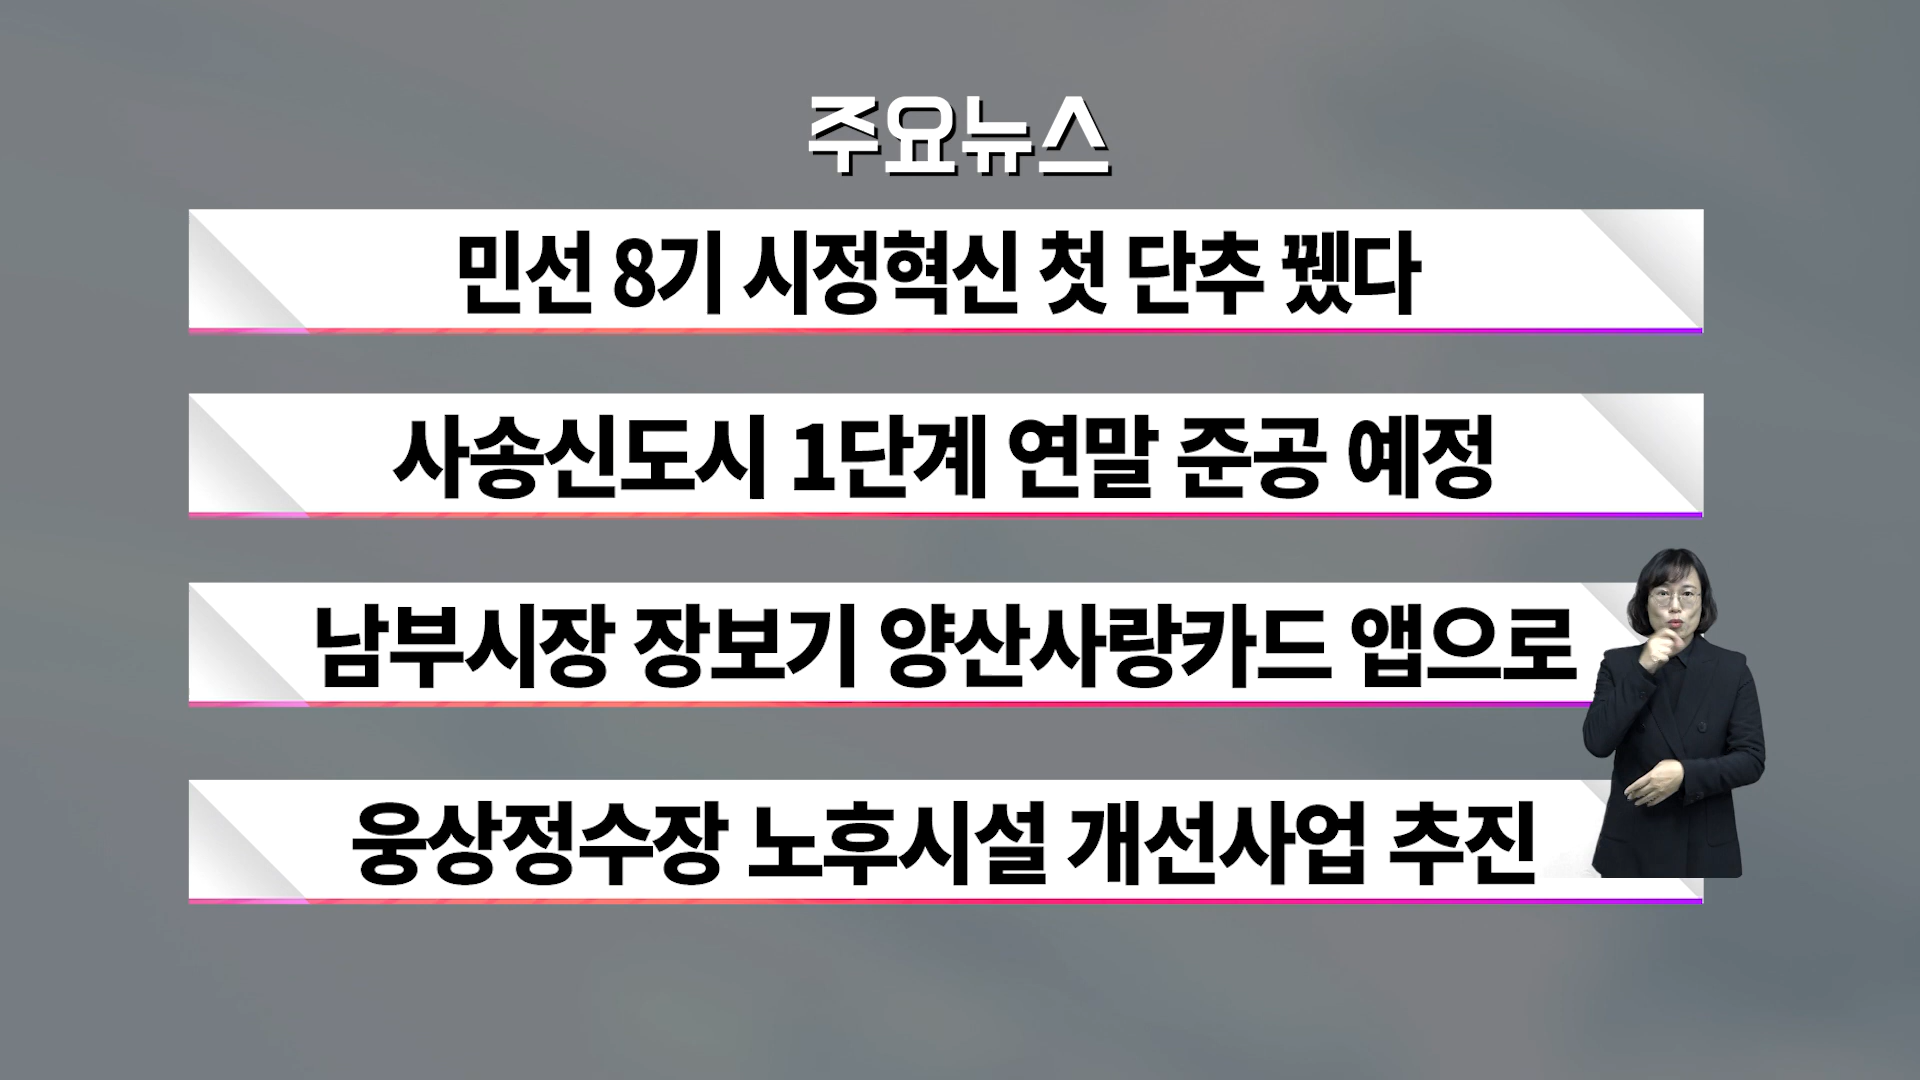 주요뉴스
민선 8기 시정혁신 첫 단추 뀄다
사송신도시 1단계 연말 준공 예정
남부시장 장보기 양산사랑카드 앱으로
웅상정수장 노후시설 개선사업 추진